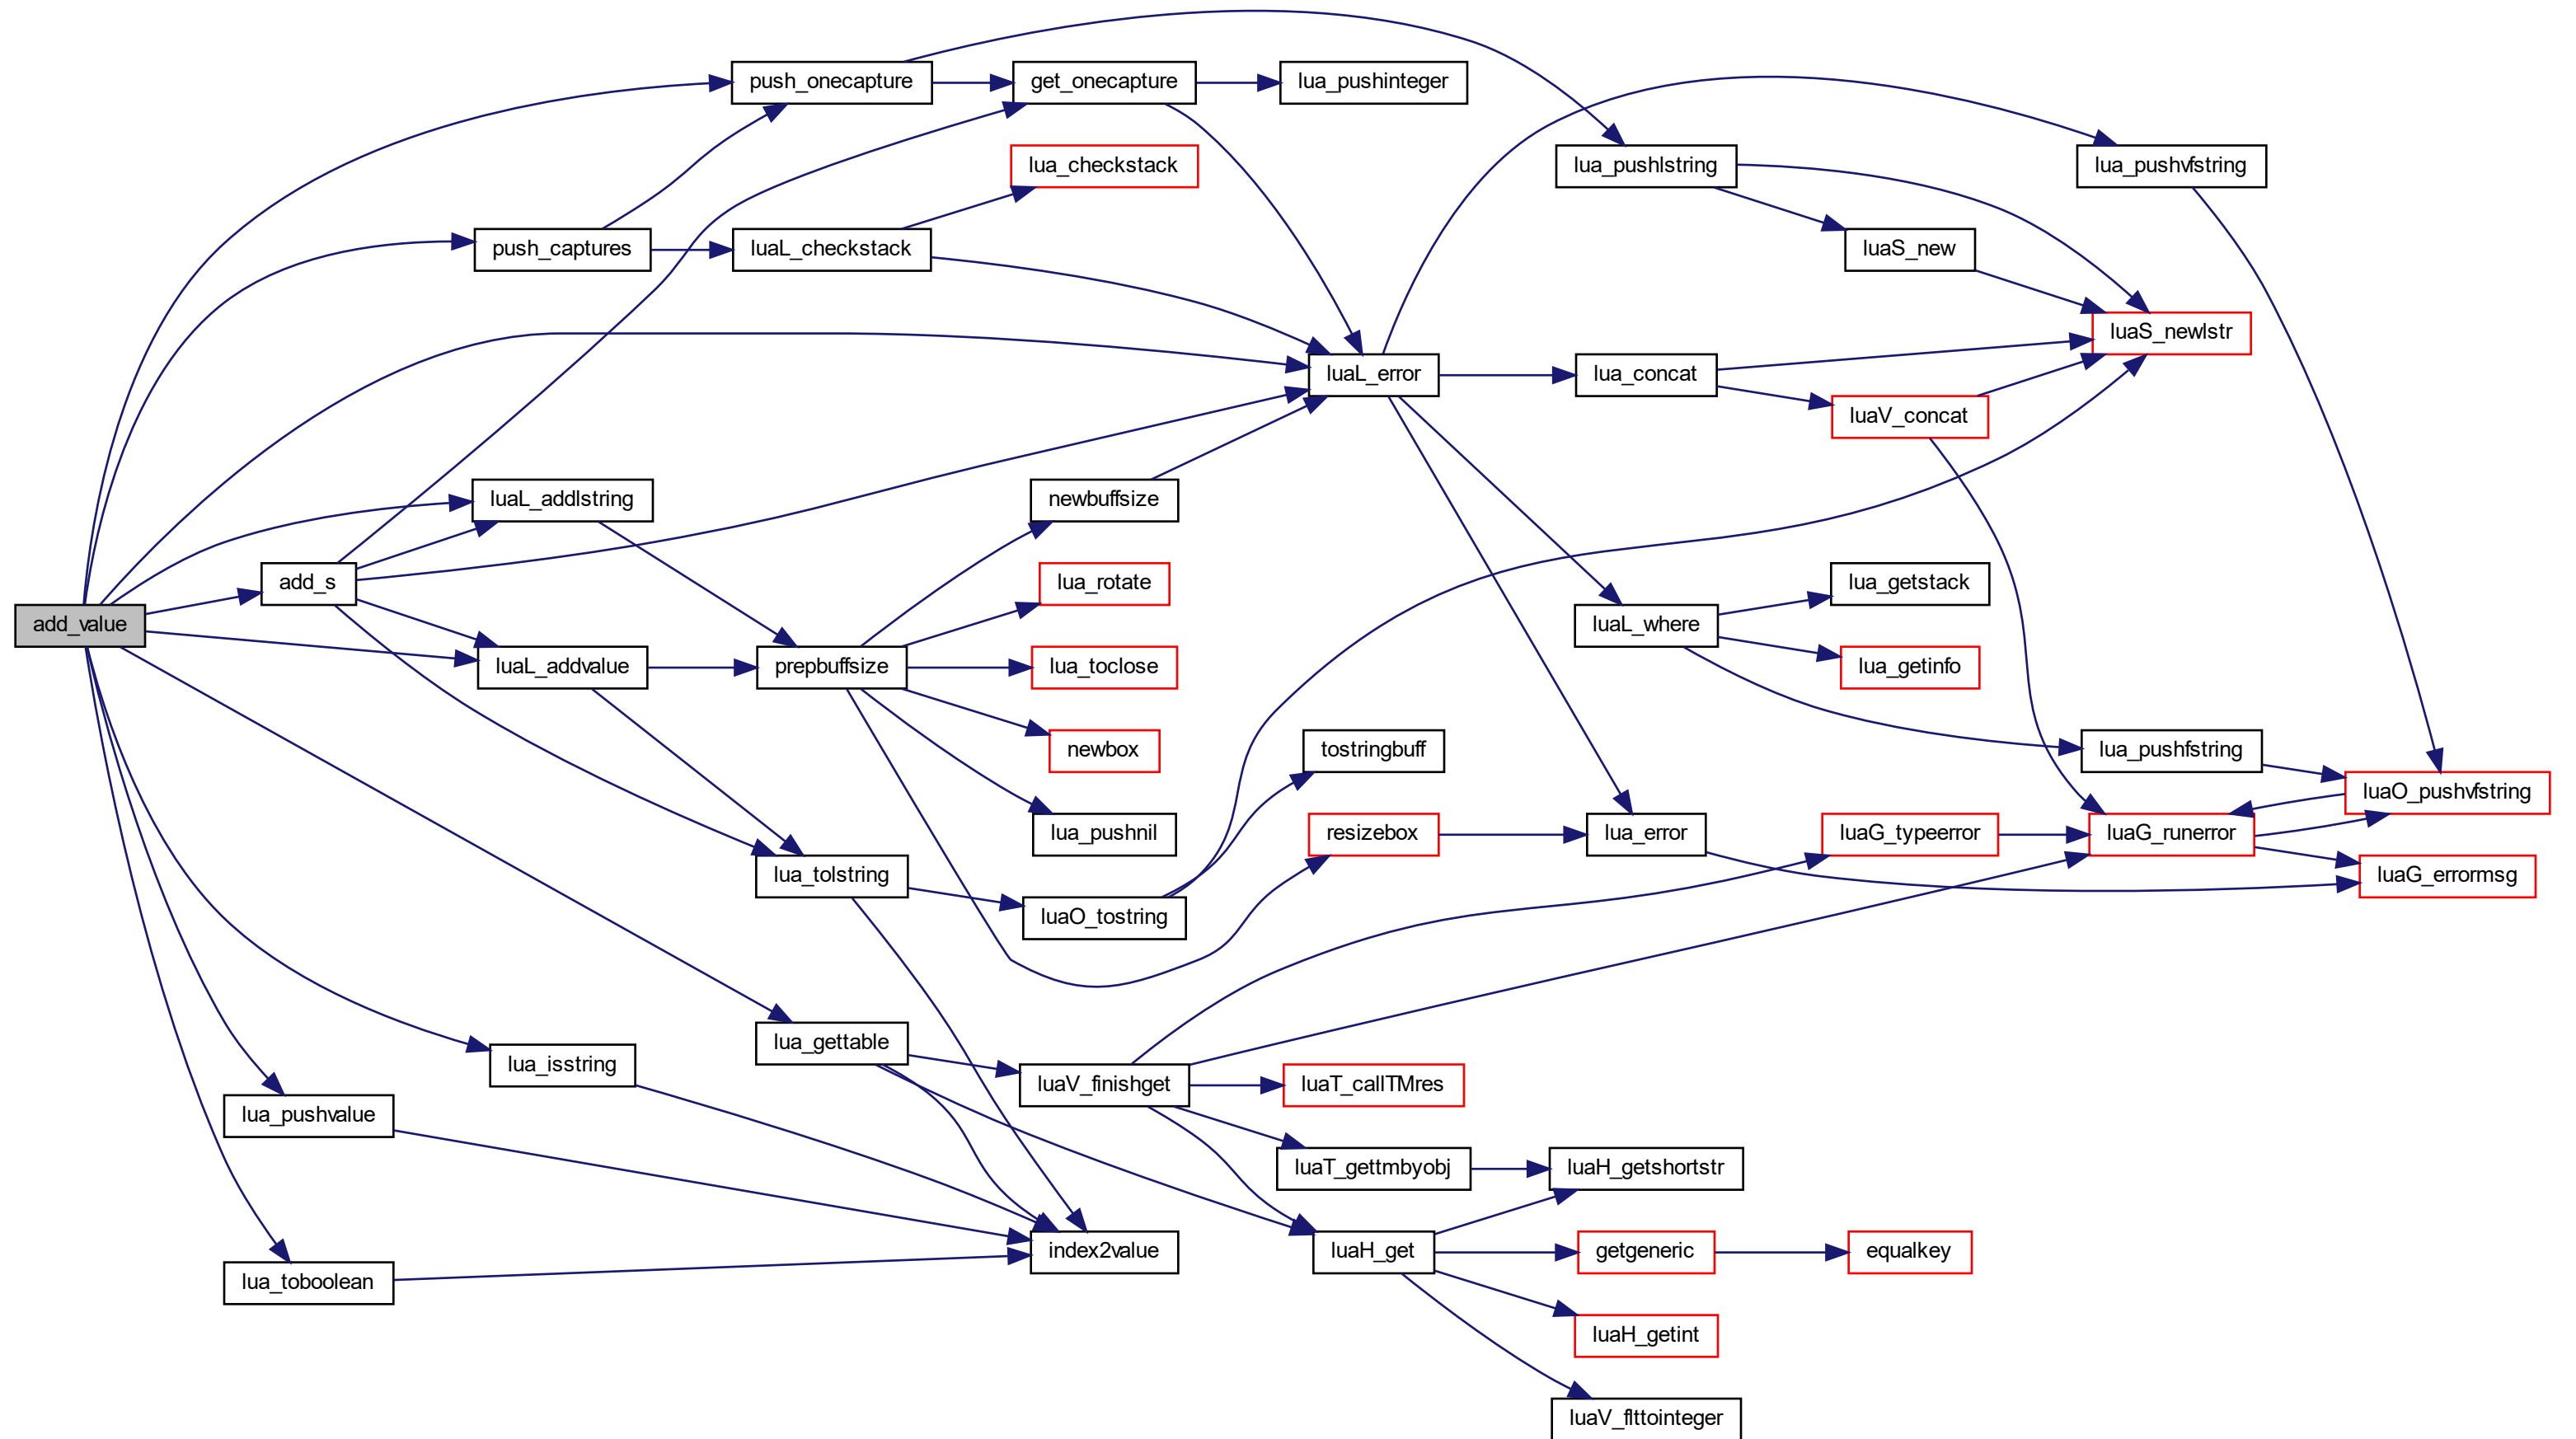 push_onecapture
get_onecapture
lua_pushinteger
lua_checkstack
lua_pushlstring
lua_pushvfstring
push_captures
luaL_checkstack
luaS_new
luaS_newlstr
luaL_error
lua_concat
luaV_concat
luaL_addlstring
newbuffsize
add_s
lua_rotate
lua_getstack
add_value
luaL_where
luaL_addvalue
prepbuffsize
lua_toclose
lua_getinfo
newbox
tostringbuff
lua_pushfstring
luaO_pushvfstring
lua_pushnil
resizebox
lua_error
luaG_typeerror
luaG_runerror
lua_tolstring
luaG_errormsg
luaO_tostring
lua_gettable
lua_isstring
luaV_finishget
luaT_callTMres
lua_pushvalue
luaT_gettmbyobj
luaH_getshortstr
index2value
luaH_get
getgeneric
equalkey
lua_toboolean
luaH_getint
luaV_flttointeger